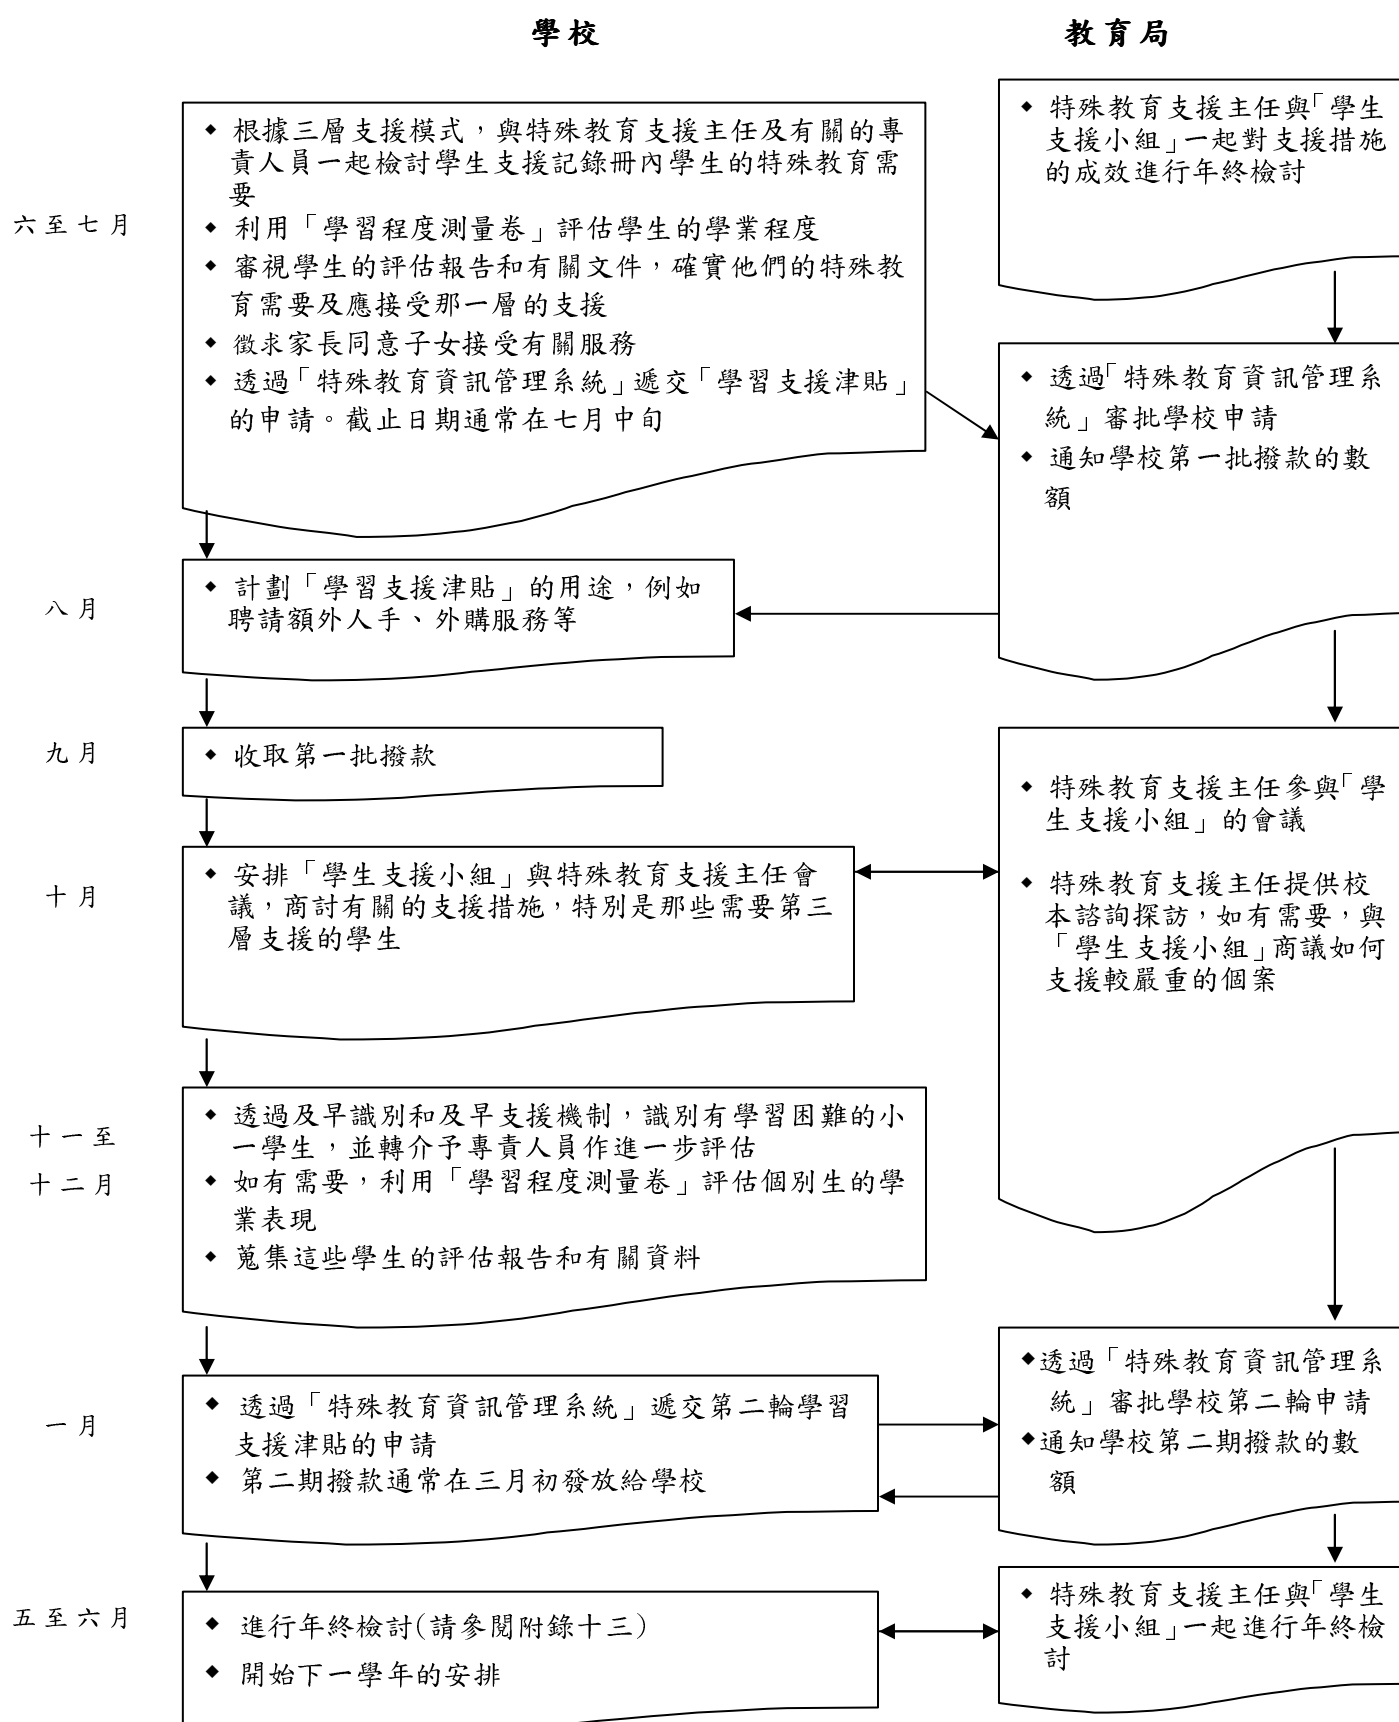 學校
教育局
六至七月
◆ 根據三層支援模式，與特殊教育支援主任及有關的專
責人員一起檢討學生支援記錄冊內學生的特殊教育需
要
◆ 利用「學習程度測量卷」評估學生的學業程度
◆ 審視學生的評估報告和有關文件，確實他們的特殊教
育需要及應接受那一層的支援
◆ 徵求家長同意子女接受有關服務
◆ 透過「特殊教育資訊管理系統」遞交「學習支援津貼」
的申請。截止日期通常在七月中旬
◆ 特殊教育支援主任與「學生
支援小組」一起對支援措施
的成效進行年終檢討
◆ 透過「特殊教育資訊管理系
統」審批學校申請
◆ 通知學校第一批撥款的數
額
八月
◆ 計劃「學習支援津貼」的用途，例如
聘請額外人手、外購服務等
九月
◆ 收取第一批撥款
◆ 特殊教育支援主任參與「學
生支援小組」的會議
◆ 特殊教育支援主任提供校
本諮詢探訪，如有需要，與
「學生支援小組」商議如何
支援較嚴重的個案
十月
◆ 安排「學生支援小組」與特殊教育支援主任會
議，商討有關的支援措施，特別是那些需要第三
層支援的學生
十一至
十二月
◆ 透過及早識別和及早支援機制，識別有學習困難的小
一學生，並轉介予專責人員作進一步評估
◆ 如有需要，利用「學習程度測量卷」評估個別生的學
業表現
◆ 蒐集這些學生的評估報告和有關資料
一月
◆ 透過「特殊教育資訊管理系統」遞交第二輪學習
支援津貼的申請
◆ 第二期撥款通常在三月初發放給學校
◆透過「特殊教育資訊管理系
統」審批學校第二輪申請
◆通知學校第二期撥款的數
額
五至六月
◆ 進行年終檢討(請參閱附錄十三)
◆ 開始下一學年的安排
◆ 特殊教育支援主任與「學生
支援小組」一起進行年終檢
討